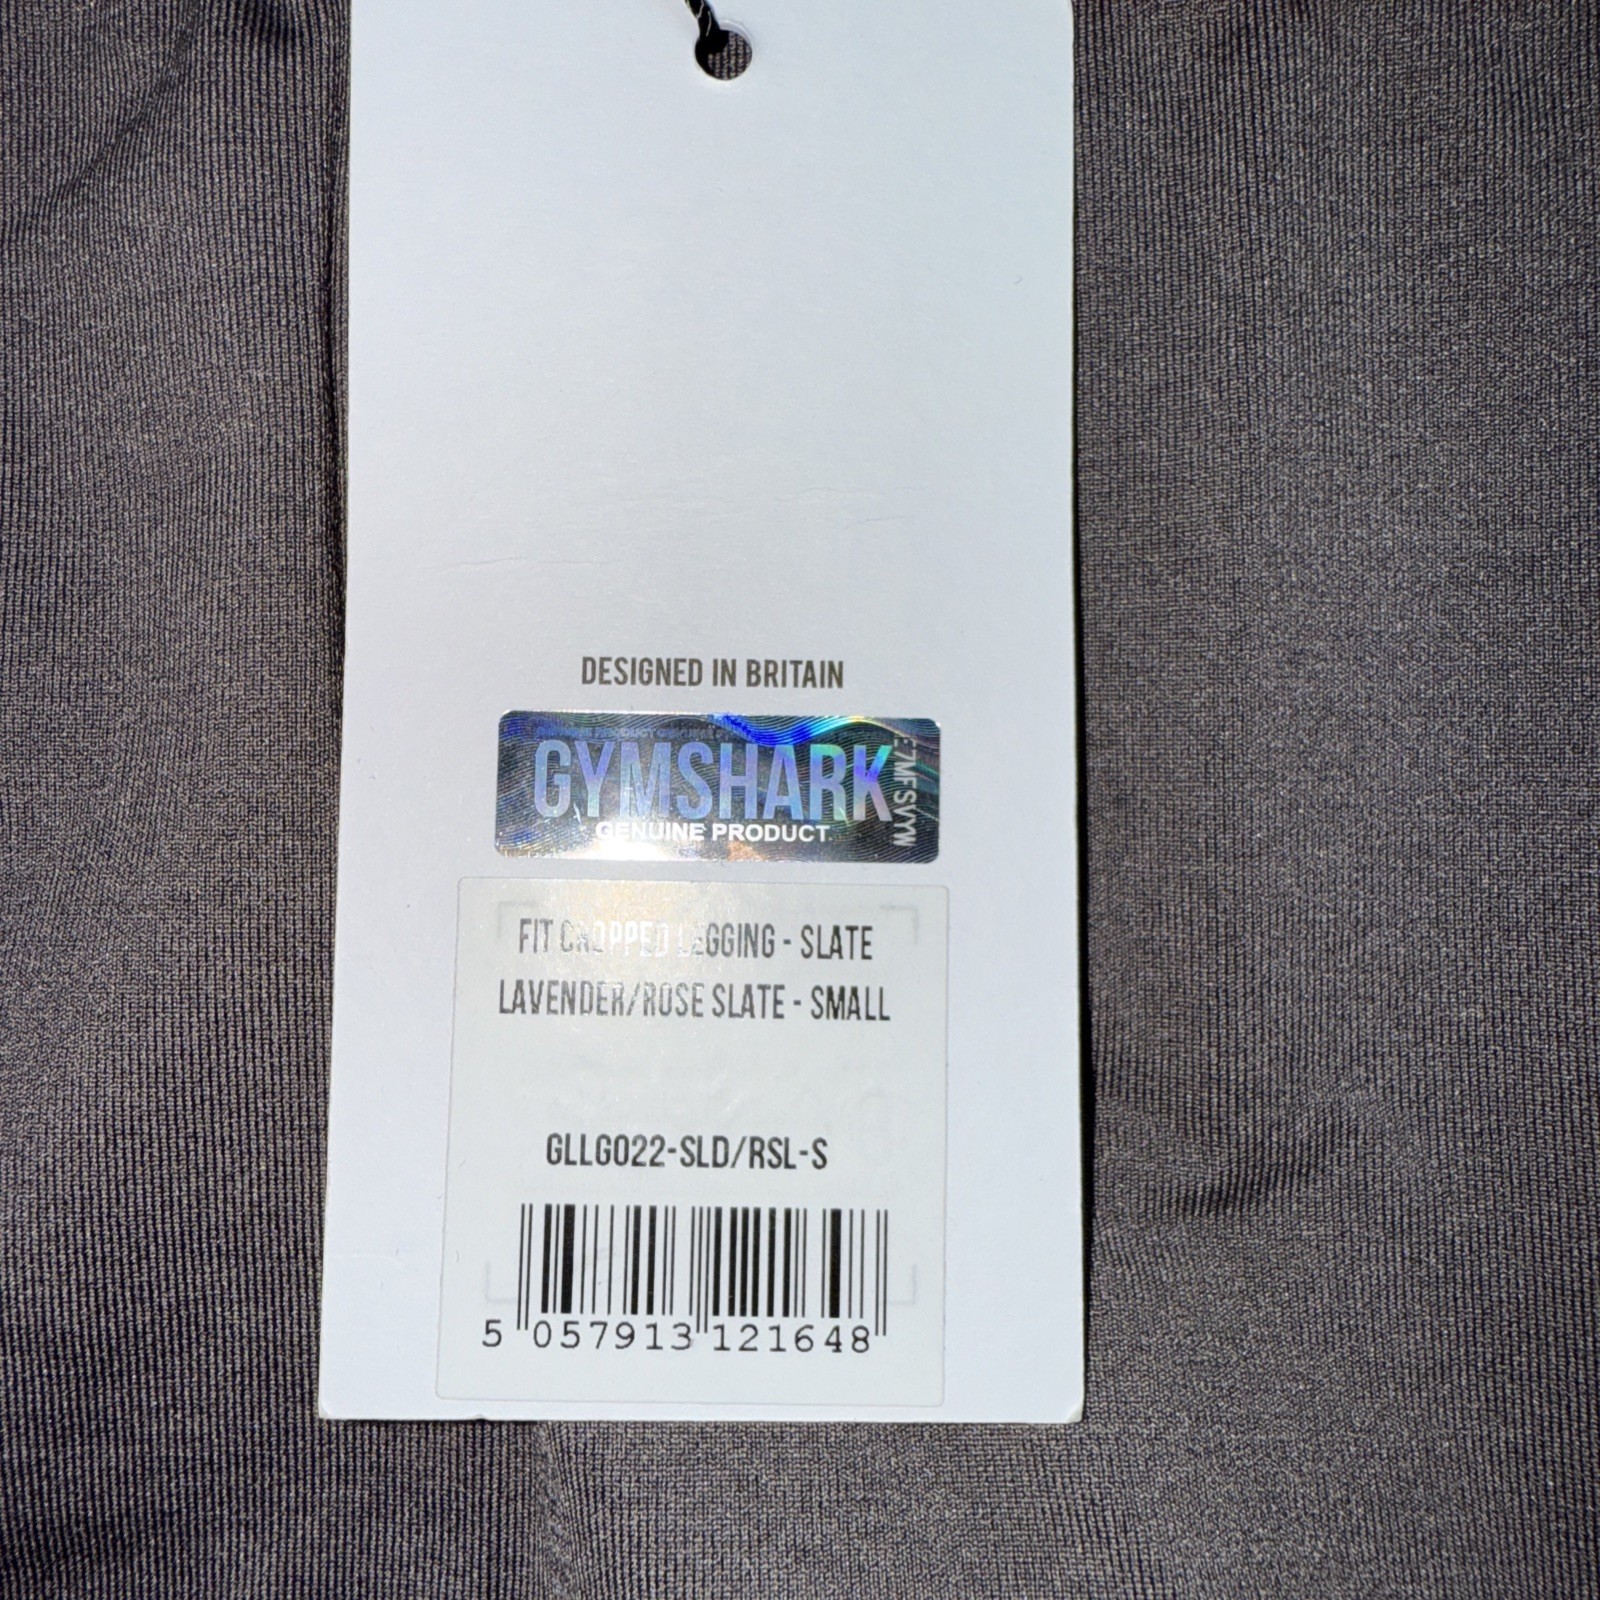 DESIGNED IN BRITAIN
GYMSHARK
GENUINE PRODUCT
E7MFSVYW
FIT CROPPED LEGGING - SLATE
LAVENDER/ROSE SLATE - SMALL
GLLG022-SLD/RSL-S
5 057913 121648